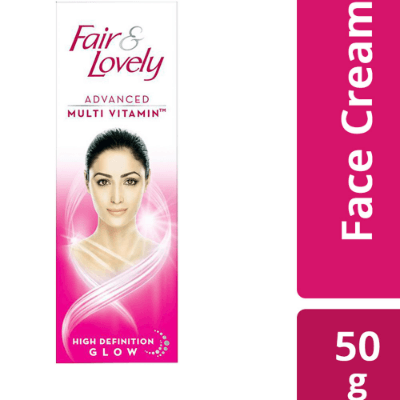 Fair &
Lovely
ADVANCED
MULTI VITAMIN™
HIGH DEFINITION
GLOW
Face Cream
50
g